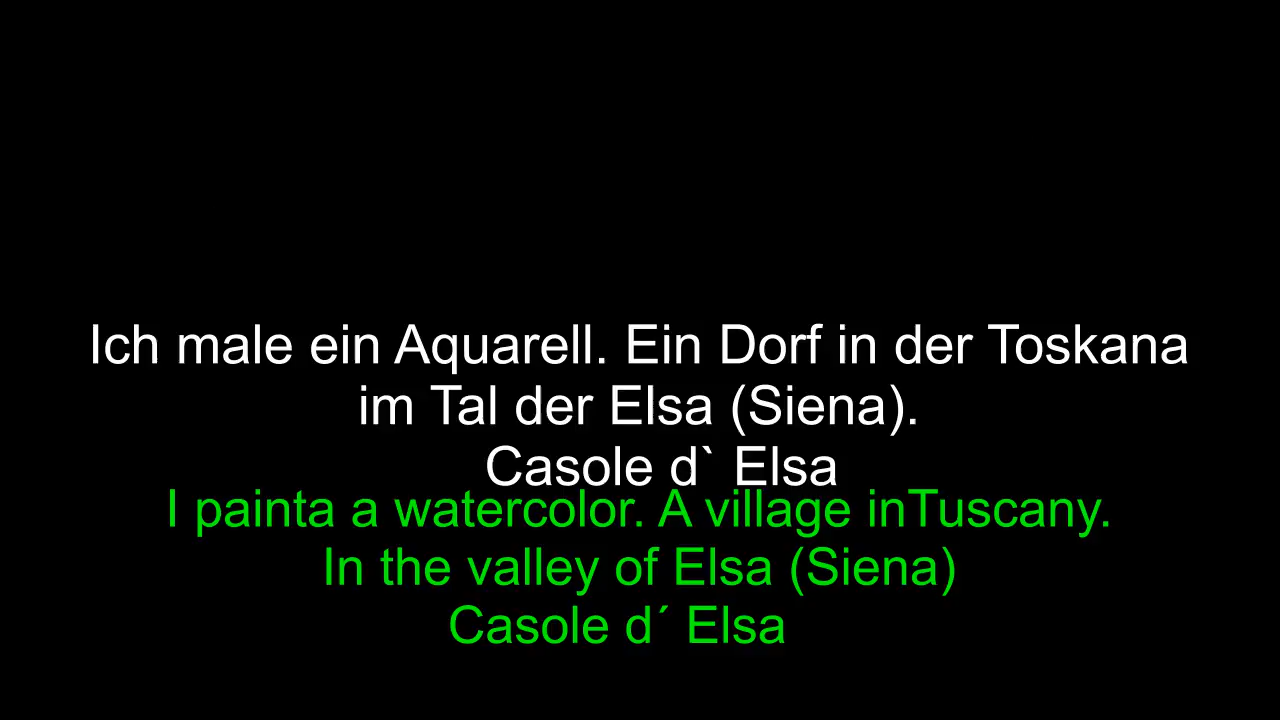 Ich male ein Aquarell. Ein Dorf in der Toskana
im Tal der Elsa (Siena).
Casole d` Elsa
I painta a watercolor. A village inTuscany.
In the valley of Elsa (Siena)
Casole d´ Elsa